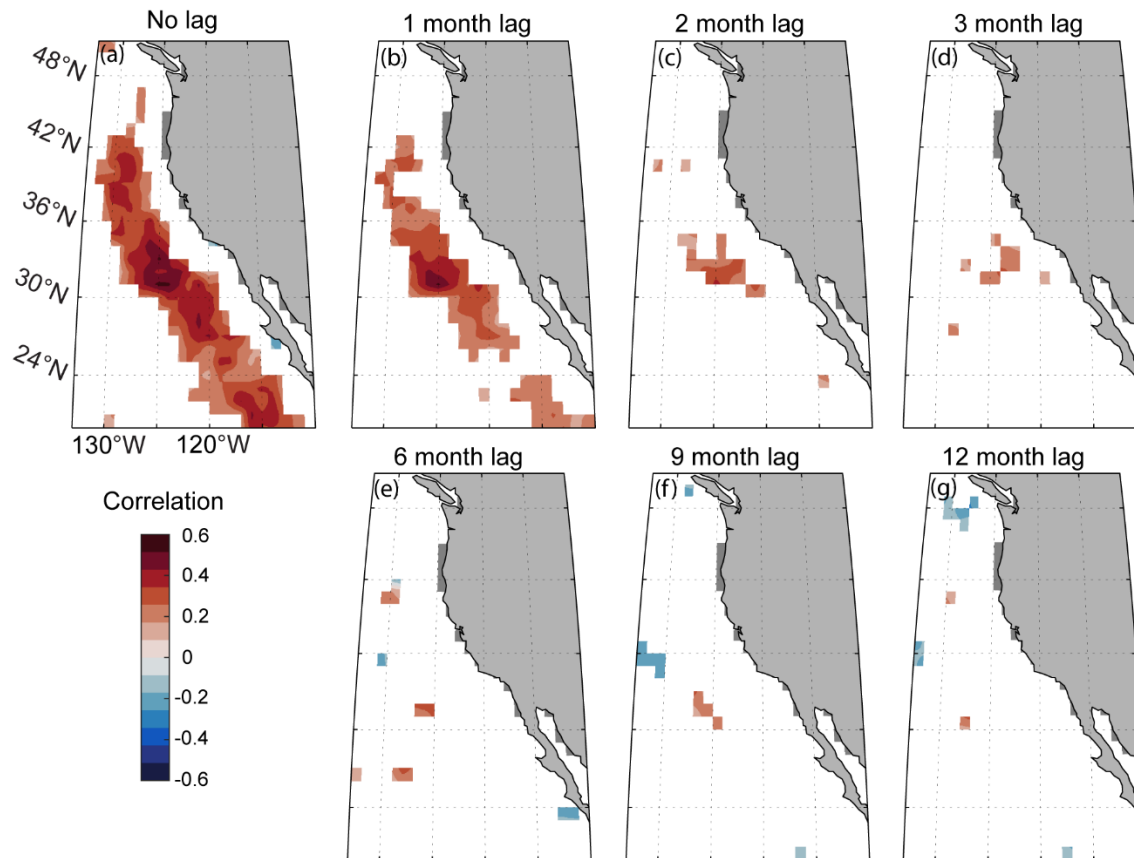 No lag
1 month lag
2 month lag
3 month lag
(a)
(b)
(c)
(d)
48°N
42°N
36°N
30°N
24°N
130°W
120°W
6 month lag
9 month lag
12 month lag
(e)
(f)
(g)
Correlation
0.6
0.4
0.2
0
-0.2
-0.4
-0.6